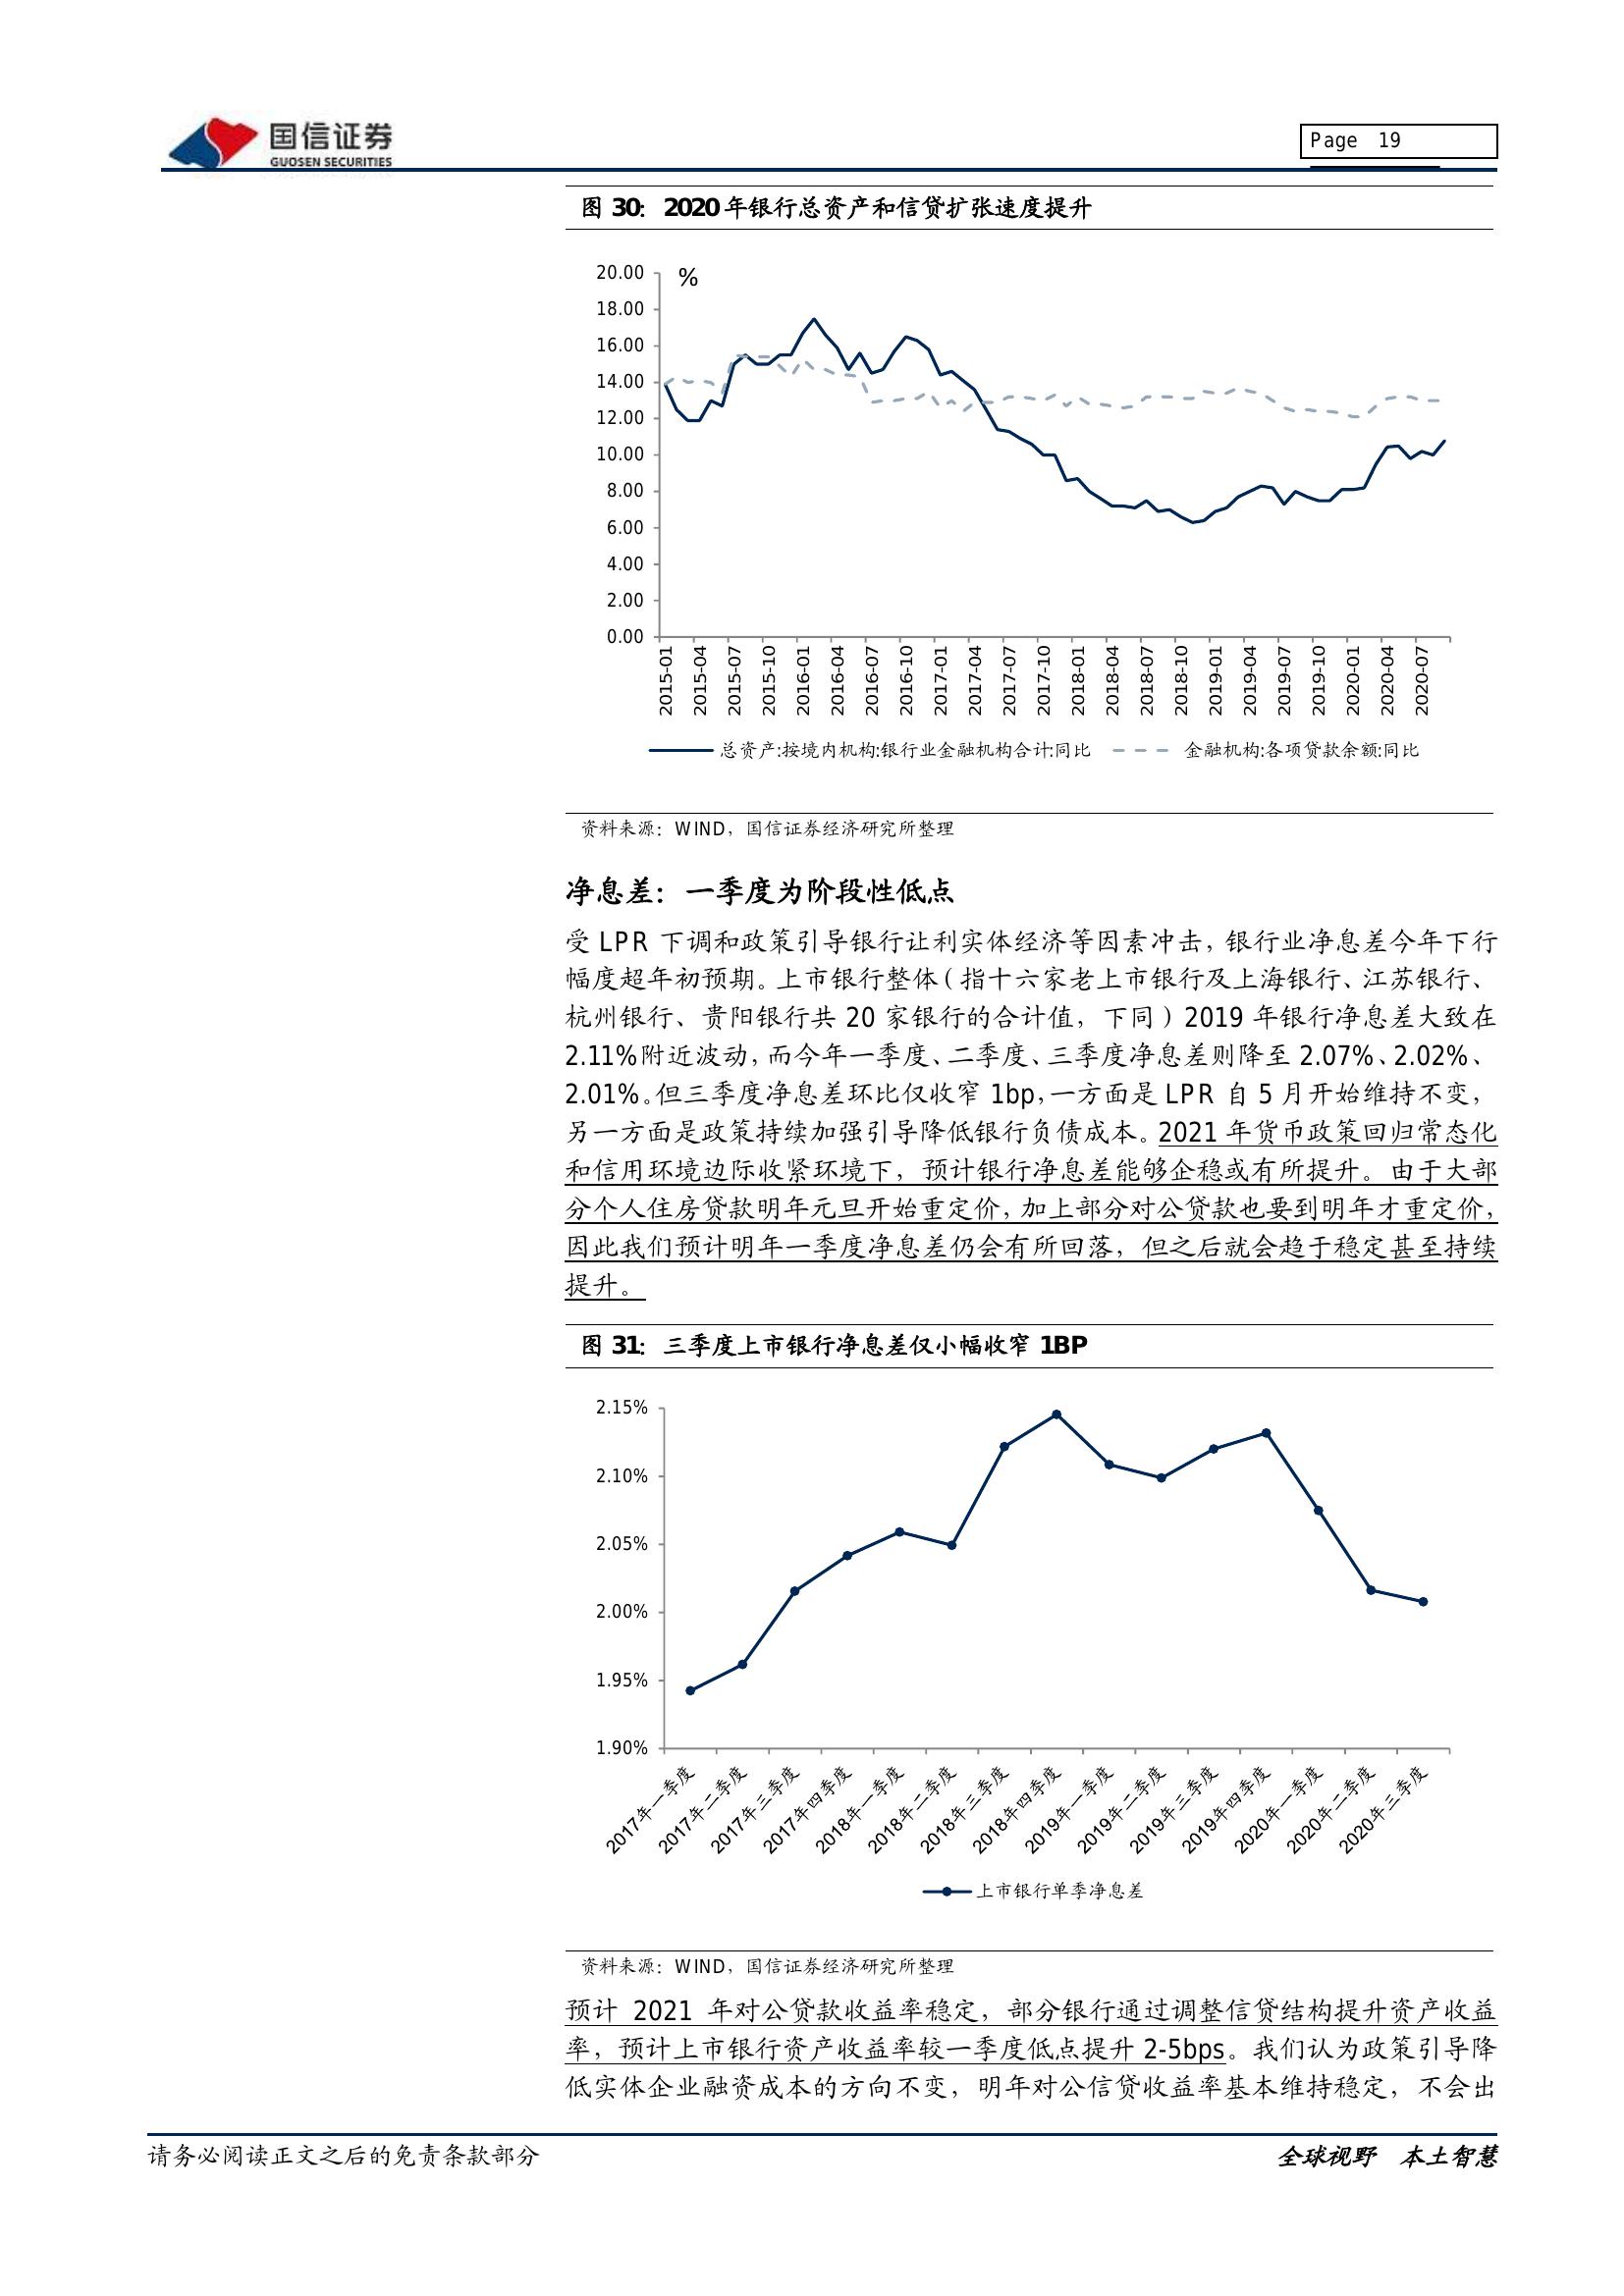 国信证券
GUOSEN SECURITIES
Page 19
图 30: 2020 年银行总资产和信贷扩张速度提升
%
20.00
18.00
16.00
14.00
12.00
10.00
8.00
6.00
4.00
2.00
0.00
2015-01 2015-04 2015-07 2015-10 2016-01 2016-04 2016-07 2016-10 2017-01 2017-04 2017-07 2017-10 2018-01 2018-04 2018-07 2018-10 2019-01 2019-04 2019-07 2019-10 2020-01 2020-04 2020-07
总资产:按境内机构:银行业金融机构合计:同比 金融机构:各项贷款余额:同比
资料来源：WIND，国信证券经济研究所整理
净息差：一季度为阶段性低点
受 LPR 下调和政策引导银行让利实体经济等因素冲击，银行业净息差今年下行
幅度超年初预期。上市银行整体（指十六家老上市银行及上海银行、江苏银行、
杭州银行、贵阳银行共 20 家银行的合计值，下同）2019 年银行净息差大致在
2.11%附近波动，而今年一季度、二季度、三季度净息差则降至 2.07%、2.02%、
2.01%。但三季度净息差环比仅收窄 1bp，一方面是 LPR 自 5 月开始维持不变，
另一方面是政策持续加强引导降低银行负债成本。2021 年货币政策回归常态化
和信用环境边际收紧环境下，预计银行净息差能够企稳或有所提升。由于大部
分个人住房贷款明年元旦开始重定价，加上部分对公贷款也要到明年才重定价，
因此我们预计明年一季度净息差仍会有所回落，但之后就会趋于稳定甚至持续
提升。
图 31: 三季度上市银行净息差仅小幅收窄 1BP
2.15%
2.10%
2.05%
2.00%
1.95%
1.90%
2017年一季度 2017年二季度 2017年三季度 2017年四季度 2018年一季度 2018年二季度 2018年三季度 2018年四季度 2019年一季度 2019年二季度 2019年三季度 2019年四季度 2020年一季度 2020年二季度 2020年三季度
上市银行单季净息差
资料来源：WIND，国信证券经济研究所整理
预计 2021 年对公贷款收益率稳定，部分银行通过调整信贷结构提升资产收益
率，预计上市银行资产收益率较一季度低点提升 2-5bps。我们认为政策引导降
低实体企业融资成本的方向不变，明年对公信贷收益率基本维持稳定，不会出
请务必阅读正文之后的免责条款部分
全球视野 本土智慧